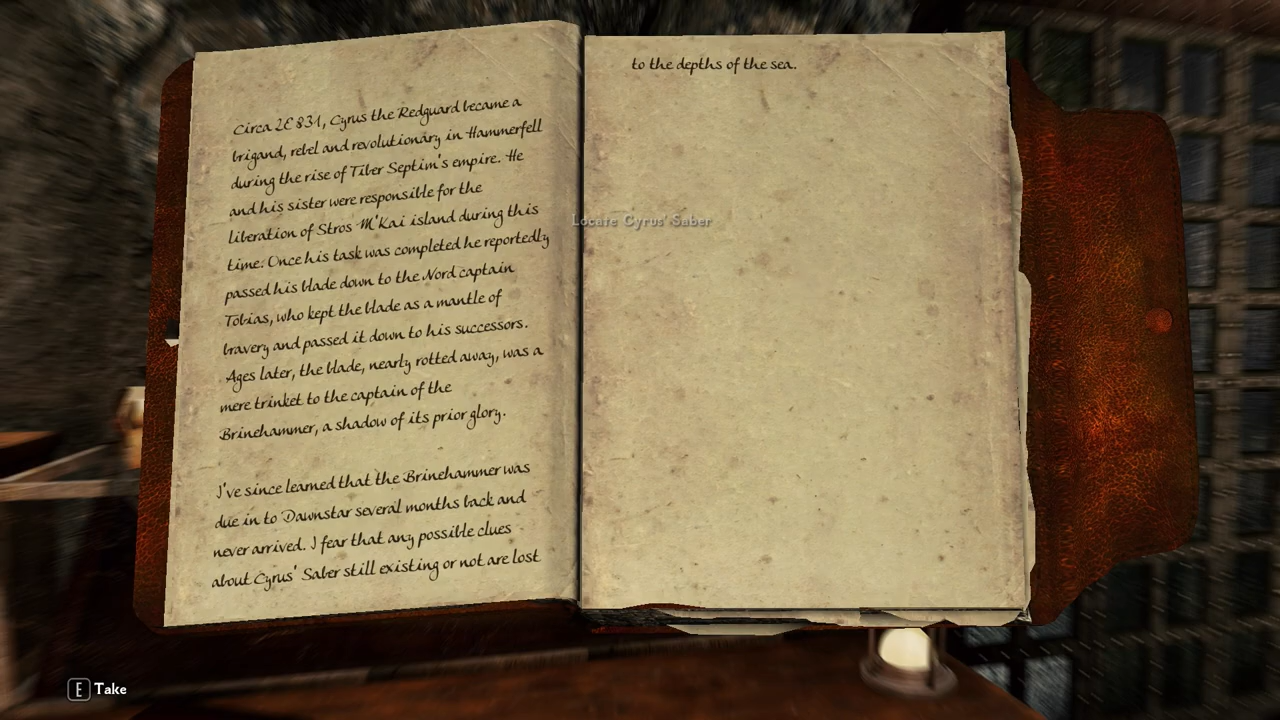 Circa 2E 831, Cyrus the Redguard became a
brigand, rebel and revolutionary in Hammerfell
during the rise of Tiber Septim's empire. He
and his sister were responsible for the
liberation of Stros M'Kai island during this
time. Once his task was completed he reportedly
passed his blade down to the Nord captain
Tobias, who kept the blade as a mantle of
bravery and passed it down to his successors.
Ages later, the blade, nearly rotted away, was a
mere trinket to the captain of the
Brinehammer, a shadow of its prior glory.
I've since learned that the Brinehammer was
due in to Dawnstar several months back and
never arrived. I fear that any possible clues
about Cyrus' Saber still existing or not are lost
to the depths of the sea.
Locate Cyrus' Saber
E Take